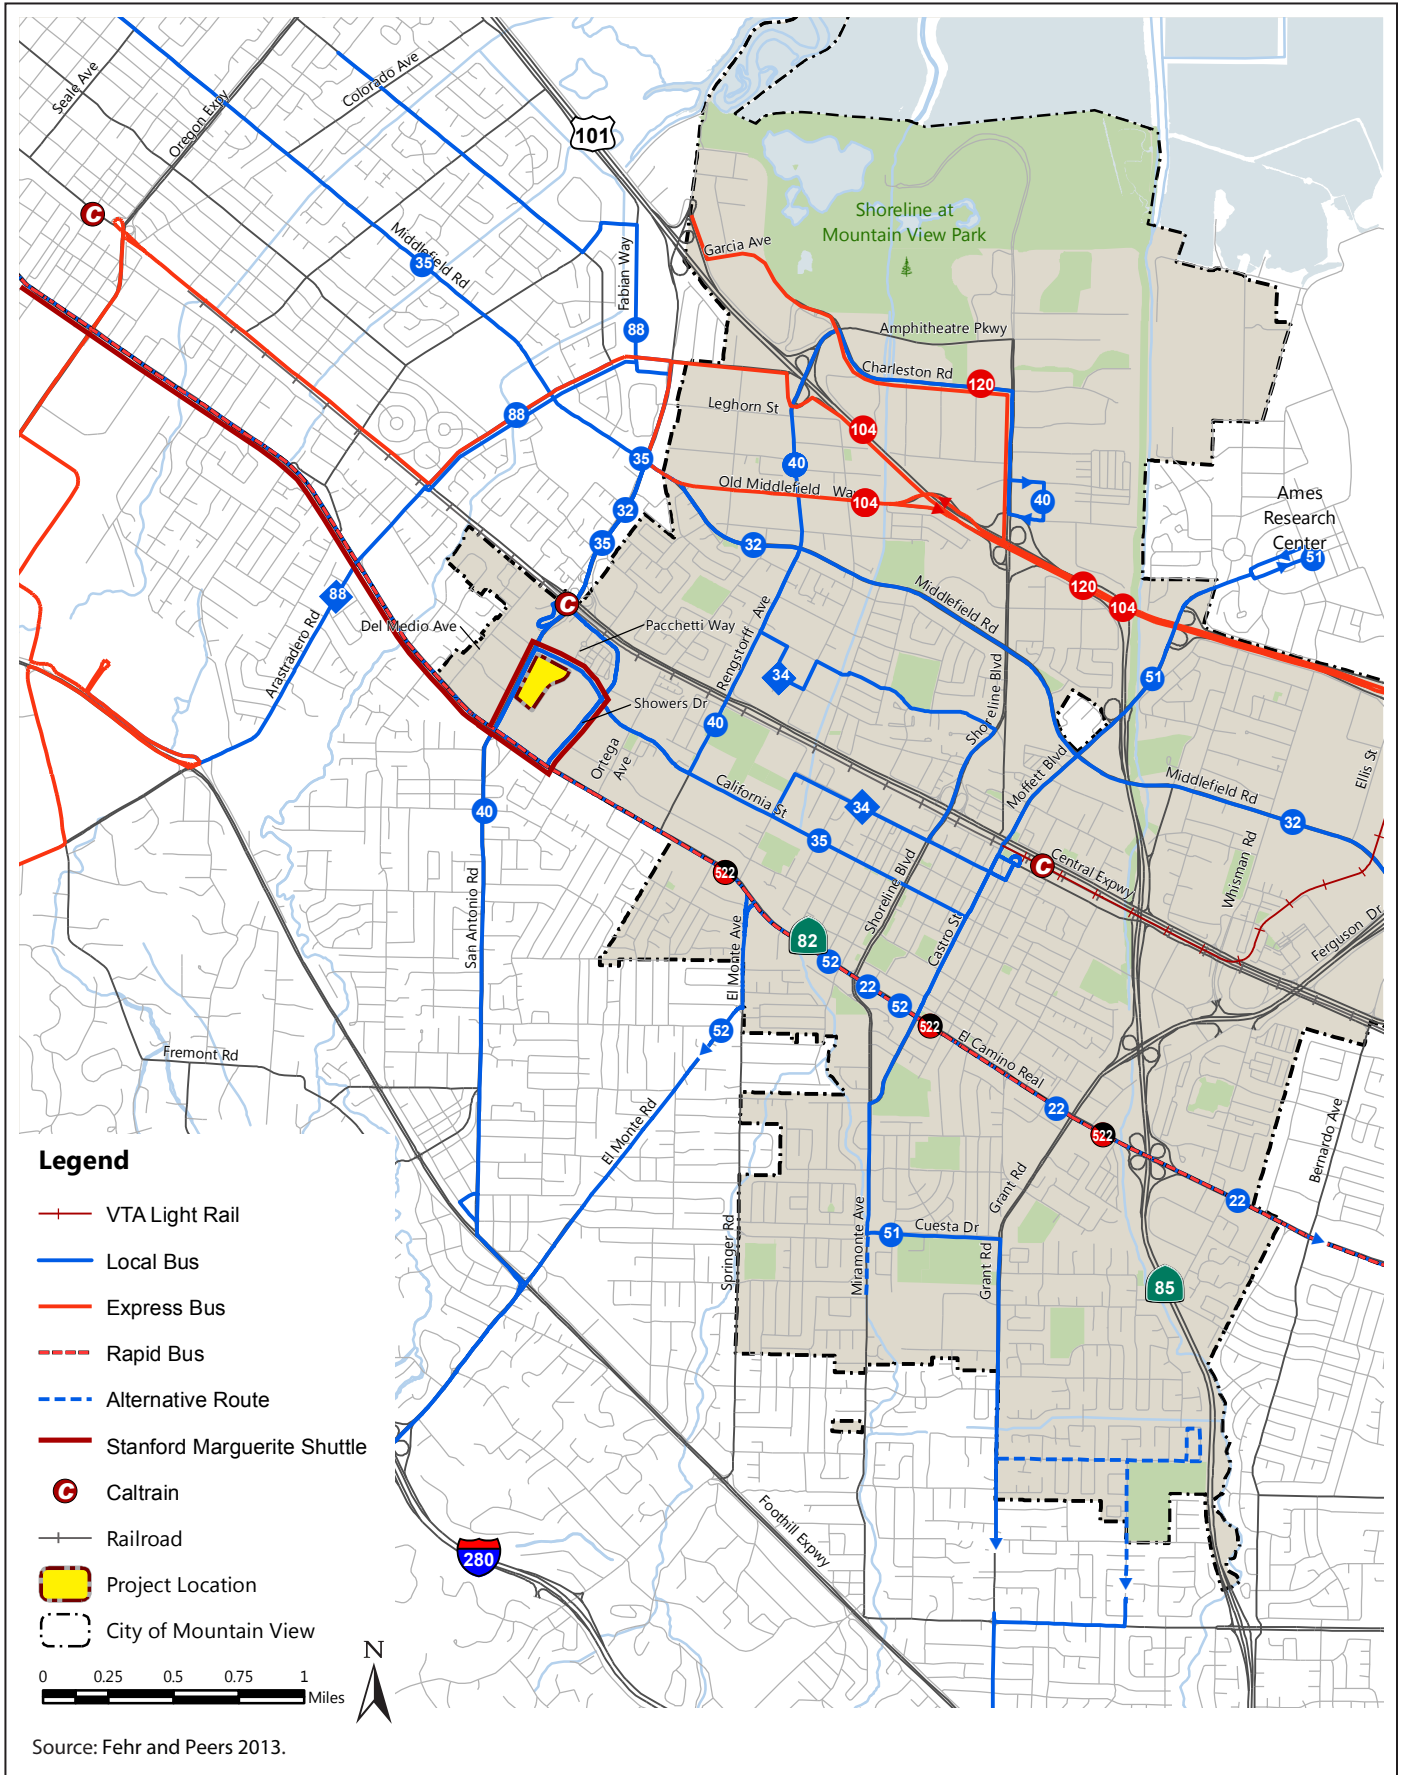 Seale Ave
Oregon Expy
Colorado Ave
101
Middlefield Rd
35
Fabian Way
88
Garcia Ave
Shoreline at
Mountain View Park
Amphitheatre Pkwy
Charleston Rd
120
Leghorn St
104
88
35
40
Old Middlefield Way
104
40
32
35
32
Ames
Research
Center
51
88
Arastradero Rd
Del Medio Ave
Pacchetti Way
Rengstorff Ave
Middlefield Rd
120
104
34
51
Showers Dr
40
Shoreline Blvd
Ortega
Ave
California St
Moffett Blvd
Middlefield Rd
Ellis St
40
34
35
32
522
Central Expwy
Whisman Rd
San Antonio Rd
El Monte Ave
82
Shoreline Blvd
Castro St
Ferguson Dr
52
22
52
522
52
El Camino Real
Fremont Rd
El Monte Rd
22
522
Bernardo Ave
Grant Rd
22
Springer Rd
Miramonte Ave
51
Cuesta Dr
Grant Rd
85
Foothill Expwy
280
Legend
VTA Light Rail
Local Bus
Express Bus
Rapid Bus
Alternative Route
Stanford Marguerite Shuttle
C
Caltrain
Railroad
Project Location
City of Mountain View
N
0 0.25 0.5 0.75 1
Miles
Source: Fehr and Peers 2013.